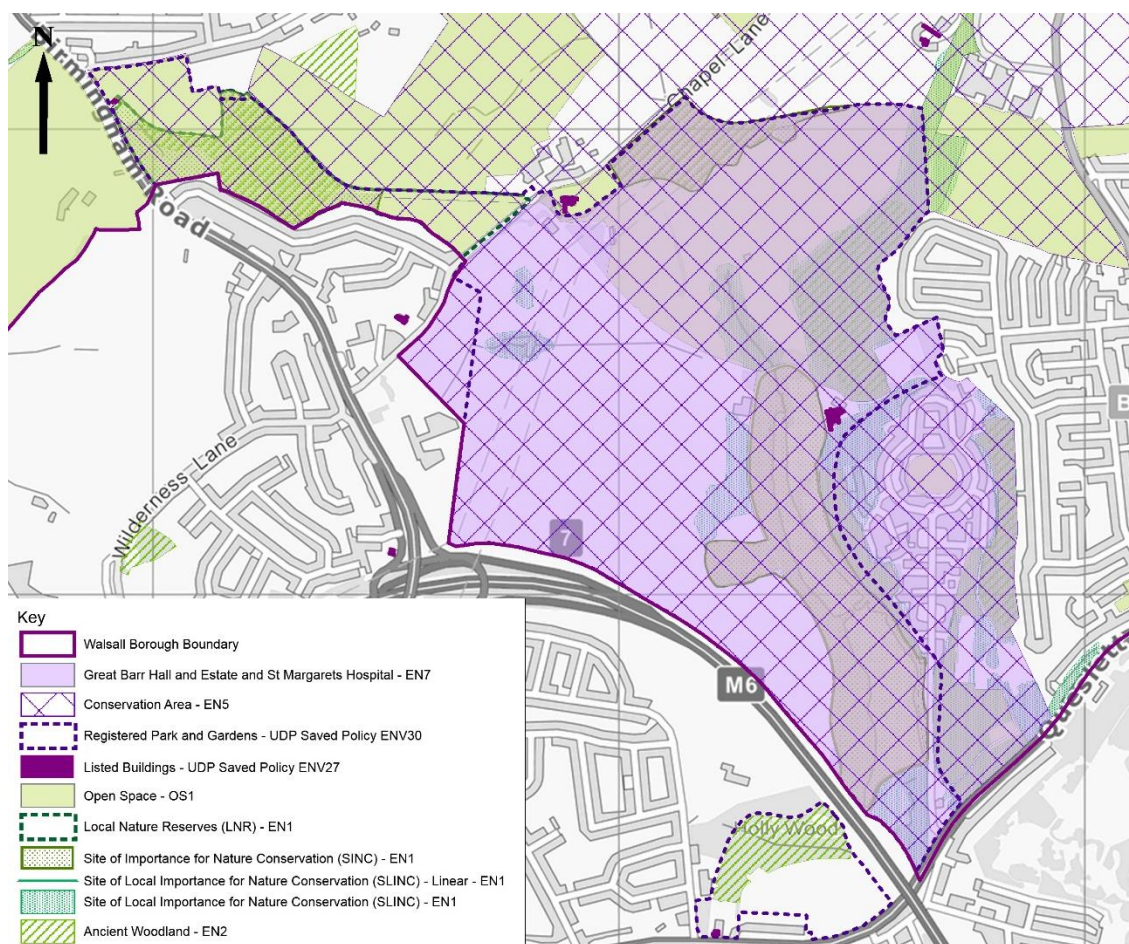 N
Birmingham Road
Chapel Lane
Wilderness Lane
7
M6
B
Queslett
Holly Wood
Key
Walsall Borough Boundary
Great Barr Hall and Estate and St Margarets Hospital - EN7
Conservation Area - EN5
Registered Park and Gardens - UDP Saved Policy ENV30
Listed Buildings - UDP Saved Policy ENV27
Open Space - OS1
Local Nature Reserves (LNR) - EN1
Site of Importance for Nature Conservation (SINC) - EN1
Site of Local Importance for Nature Conservation (SLINC) - Linear - EN1
Site of Local Importance for Nature Conservation (SLINC) - EN1
Ancient Woodland - EN2